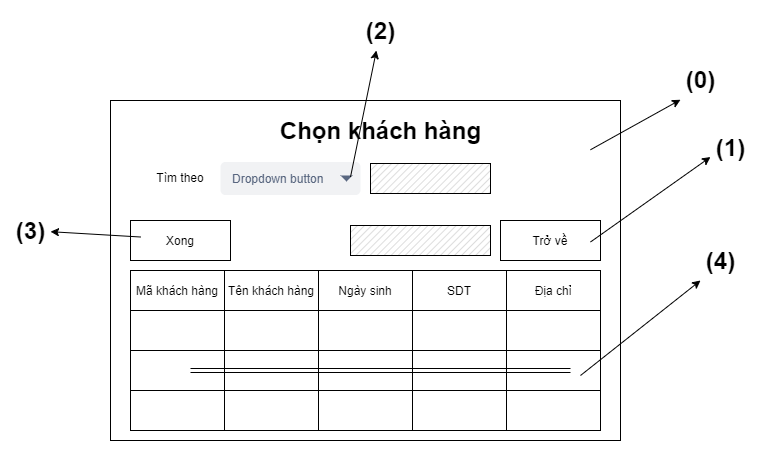 (2)
(0)
Chọn khách hàng
(1)
Tìm theo Dropdown button
(3) Xong Trở về
(4)
Mã khách hàng Tên khách hàng Ngày sinh SDT Địa chỉ